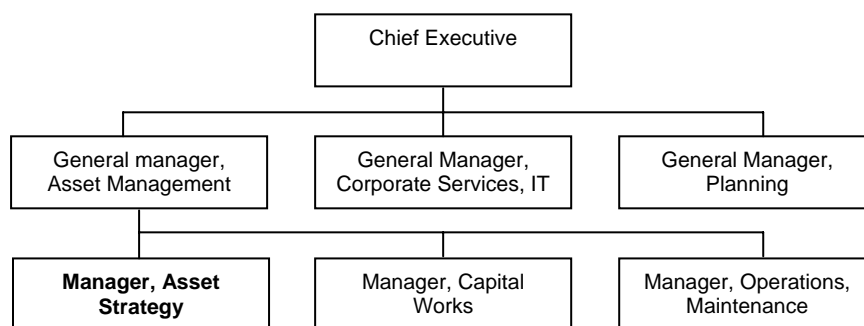 Chief Executive
General manager,
Asset Management
General Manager,
Corporate Services, IT
General Manager,
Planning
Manager, Asset
Strategy
Manager, Capital
Works
Manager, Operations,
Maintenance